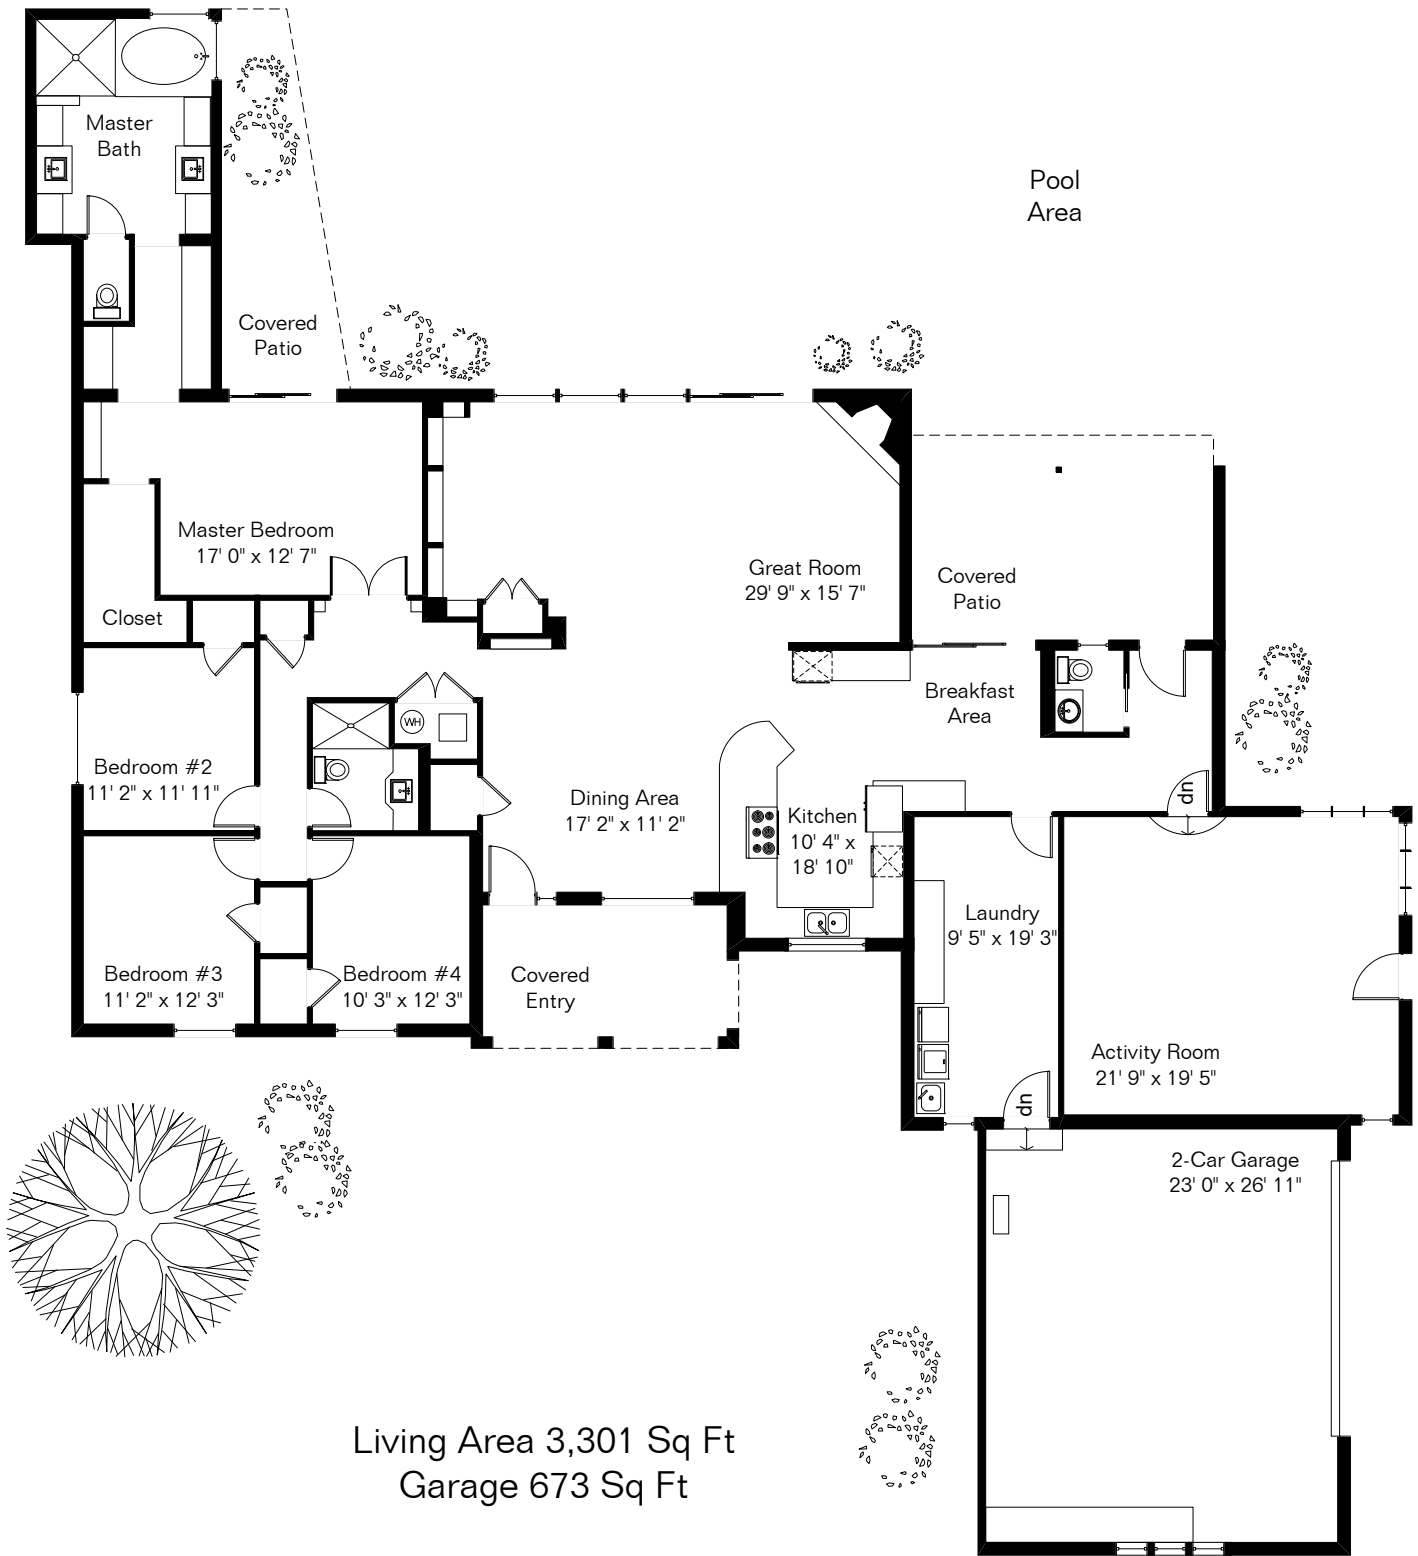 Master
Bath
Pool
Area
Covered
Patio
Master Bedroom
17' 0" x 12' 7"
Great Room
29' 9" x 15' 7"
Covered
Patio
Closet
Breakfast
Area
WH
Bedroom #2
11' 2" x 11' 11"
Dining Area
17' 2" x 11' 2"
Kitchen
10' 4" x
18' 10"
dn
Laundry
9' 5" x 19' 3"
Bedroom #3
11' 2" x 12' 3"
Bedroom #4
10' 3" x 12' 3"
Covered
Entry
Activity Room
21' 9" x 19' 5"
dn
2-Car Garage
23' 0" x 26' 11"
Living Area 3,301 Sq Ft
Garage 673 Sq Ft